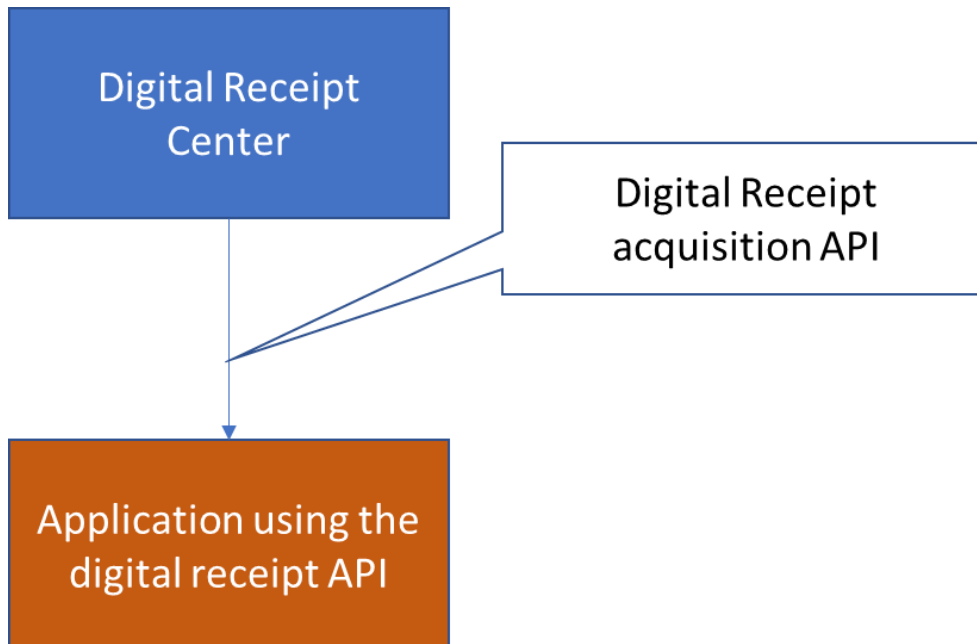 Digital Receipt
Center
Digital Receipt
acquisition API
Application using the
digital receipt API